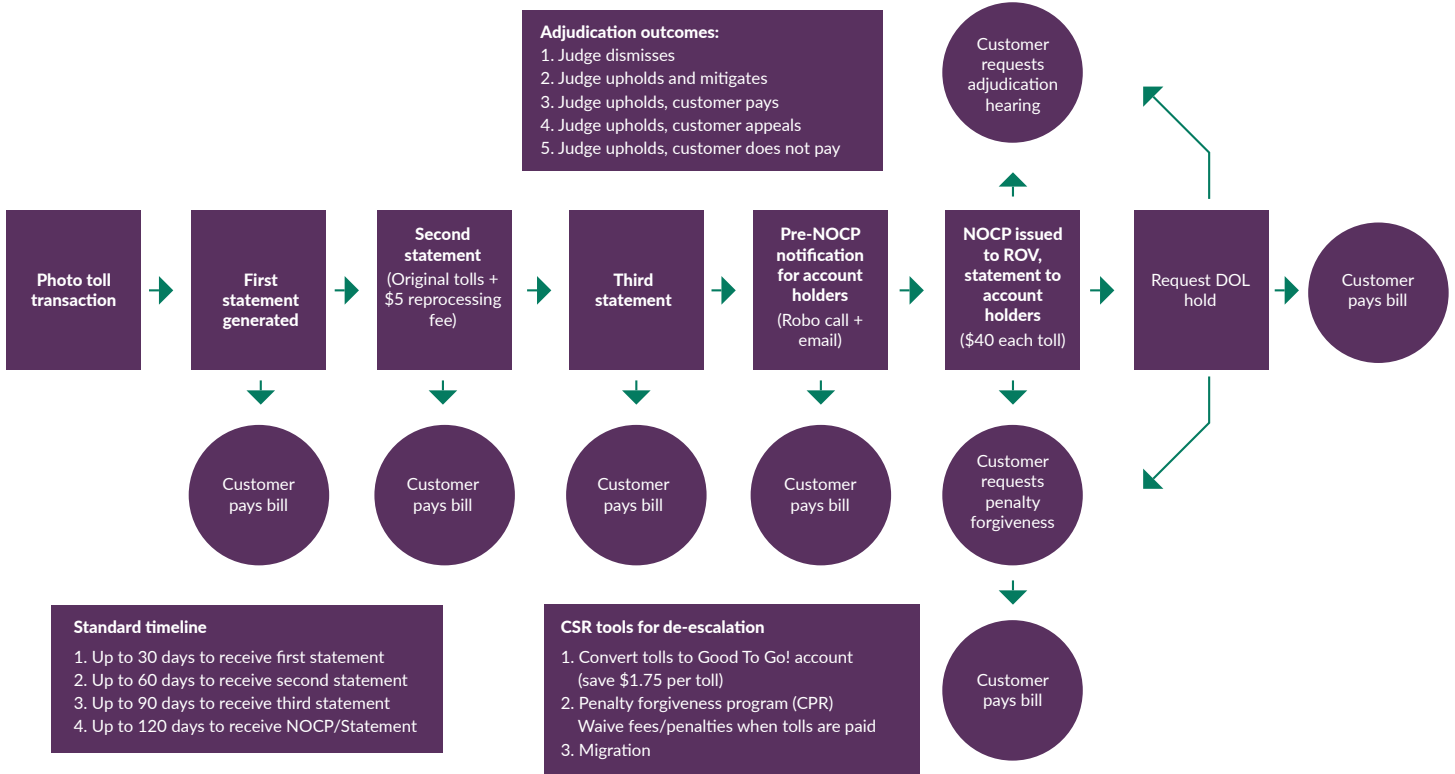 Adjudication outcomes:
1. Judge dismisses
2. Judge upholds and mitigates
3. Judge upholds, customer pays
4. Judge upholds, customer appeals
5. Judge upholds, customer does not pay
Customer
requests
adjudication
hearing
Photo toll
transaction
First
statement
generated
Second
statement
(Original tolls +
$5 reprocessing
fee)
Third
statement
Pre-NOCP
notification
for account
holders
(Robo call +
email)
NOCP issued
to ROV,
statement to
account
holders
($40 each toll)
Request DOL
hold
Customer
pays bill
Customer
pays bill
Customer
pays bill
Customer
pays bill
Customer
pays bill
Customer
requests
penalty
forgiveness
Standard timeline
1. Up to 30 days to receive first statement
2. Up to 60 days to receive second statement
3. Up to 90 days to receive third statement
4. Up to 120 days to receive NOCP/Statement
CSR tools for de-escalation
1. Convert tolls to Good To Go! account
(save $1.75 per toll)
2. Penalty forgiveness program (CPR)
Waive fees/penalties when tolls are paid
3. Migration
Customer
pays bill